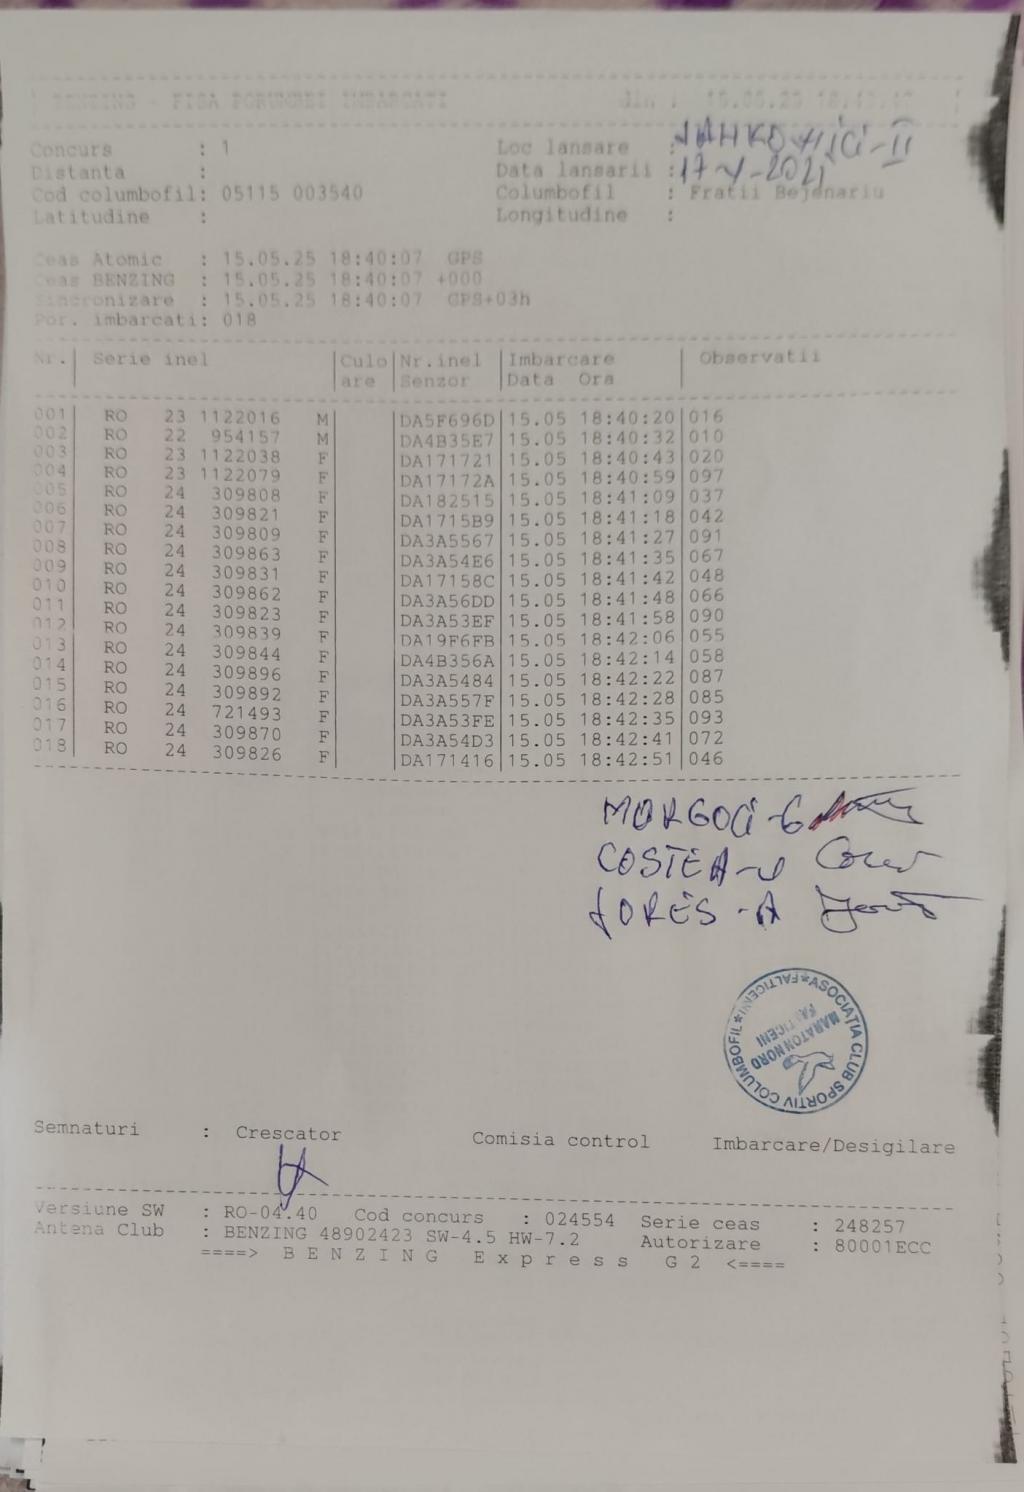 BENZING - FISA PORUMBEI IMBARCATI din : 15.05.25
Concurs : 1 Loc lansare :
Distanta : Data lansarii : 17-V-2025
Cod columbofil: 05115 003540 Columbofil : Fratii Bejenariu
Latitudine : Longitudine :
Ceas Atomic : 15.05.25 18:40:07 GPS
Ceas BENZING : 15.05.25 18:40:07 +000
Sincronizare : 15.05.25 18:40:07 GPS+03h
Por. imbarcati: 018
Nr. Serie inel Culo Nr.inel Imbarcare Observatii
are Senzor Data Ora
001 RO 23 1122016 M DA5F696D 15.05 18:40:20 016
002 RO 22 954157 M DA4B35E7 15.05 18:40:32 010
003 RO 23 1122038 F DA171721 15.05 18:40:43 020
004 RO 23 1122079 F DA17172A 15.05 18:40:59 097
005 RO 24 309808 F DA182515 15.05 18:41:09 037
006 RO 24 309821 F DA1715B9 15.05 18:41:18 042
007 RO 24 309809 F DA3A5567 15.05 18:41:27 091
008 RO 24 309863 F DA3A54E6 15.05 18:41:35 067
009 RO 24 309831 F DA17158C 15.05 18:41:42 048
010 RO 24 309862 F DA3A56DD 15.05 18:41:48 066
011 RO 24 309823 F DA3A53EF 15.05 18:41:58 090
012 RO 24 309839 F DA19F6FB 15.05 18:42:06 055
013 RO 24 309844 F DA4B356A 15.05 18:42:14 058
014 RO 24 309896 F DA3A5484 15.05 18:42:22 087
015 RO 24 309892 F DA3A557F 15.05 18:42:28 085
016 RO 24 721493 F DA3A53FE 15.05 18:42:35 093
017 RO 24 309870 F DA3A54D3 15.05 18:42:41 072
018 RO 24 309826 F DA171416 15.05 18:42:51 046
MORGOCI-G
COSTEA-V
JORES-A
ASOCIAȚIA CLUB SPORTIV COLUMBOFIL * FALTICENI *
MARATON NORD
FALTICENI
Semnaturi : Crescator Comisia control Imbarcare/Desigilare
Versiune SW : RO-04.40 Cod concurs : 024554 Serie ceas : 248257
Antena Club : BENZING 48902423 SW-4.5 HW-7.2 Autorizare : 80001ECC
====> B E N Z I N G E x p r e s s G 2 <====